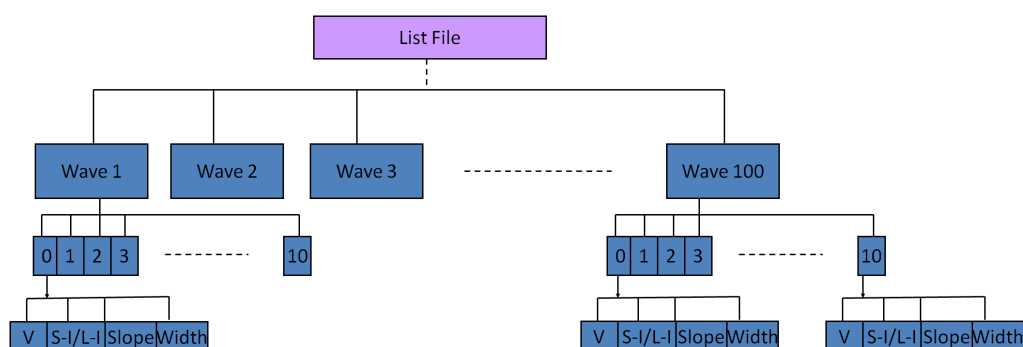 List File
Wave 1 Wave 2 Wave 3 Wave 100
0 1 2 3 10 0 1 2 3 10
V S-I/L-I Slope Width V S-I/L-I Slope Width V S-I/L-I Slope Width